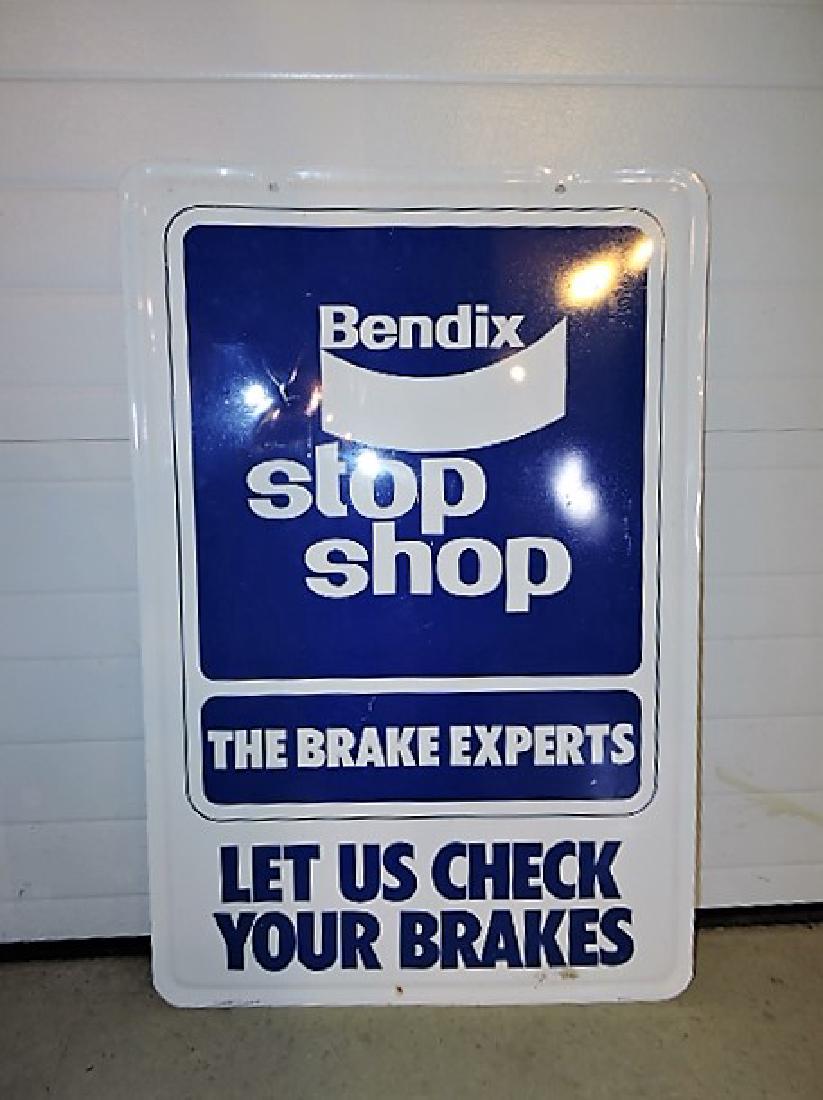 Bendix
stop
shop
THE BRAKE EXPERTS
LET US CHECK
YOUR BRAKES